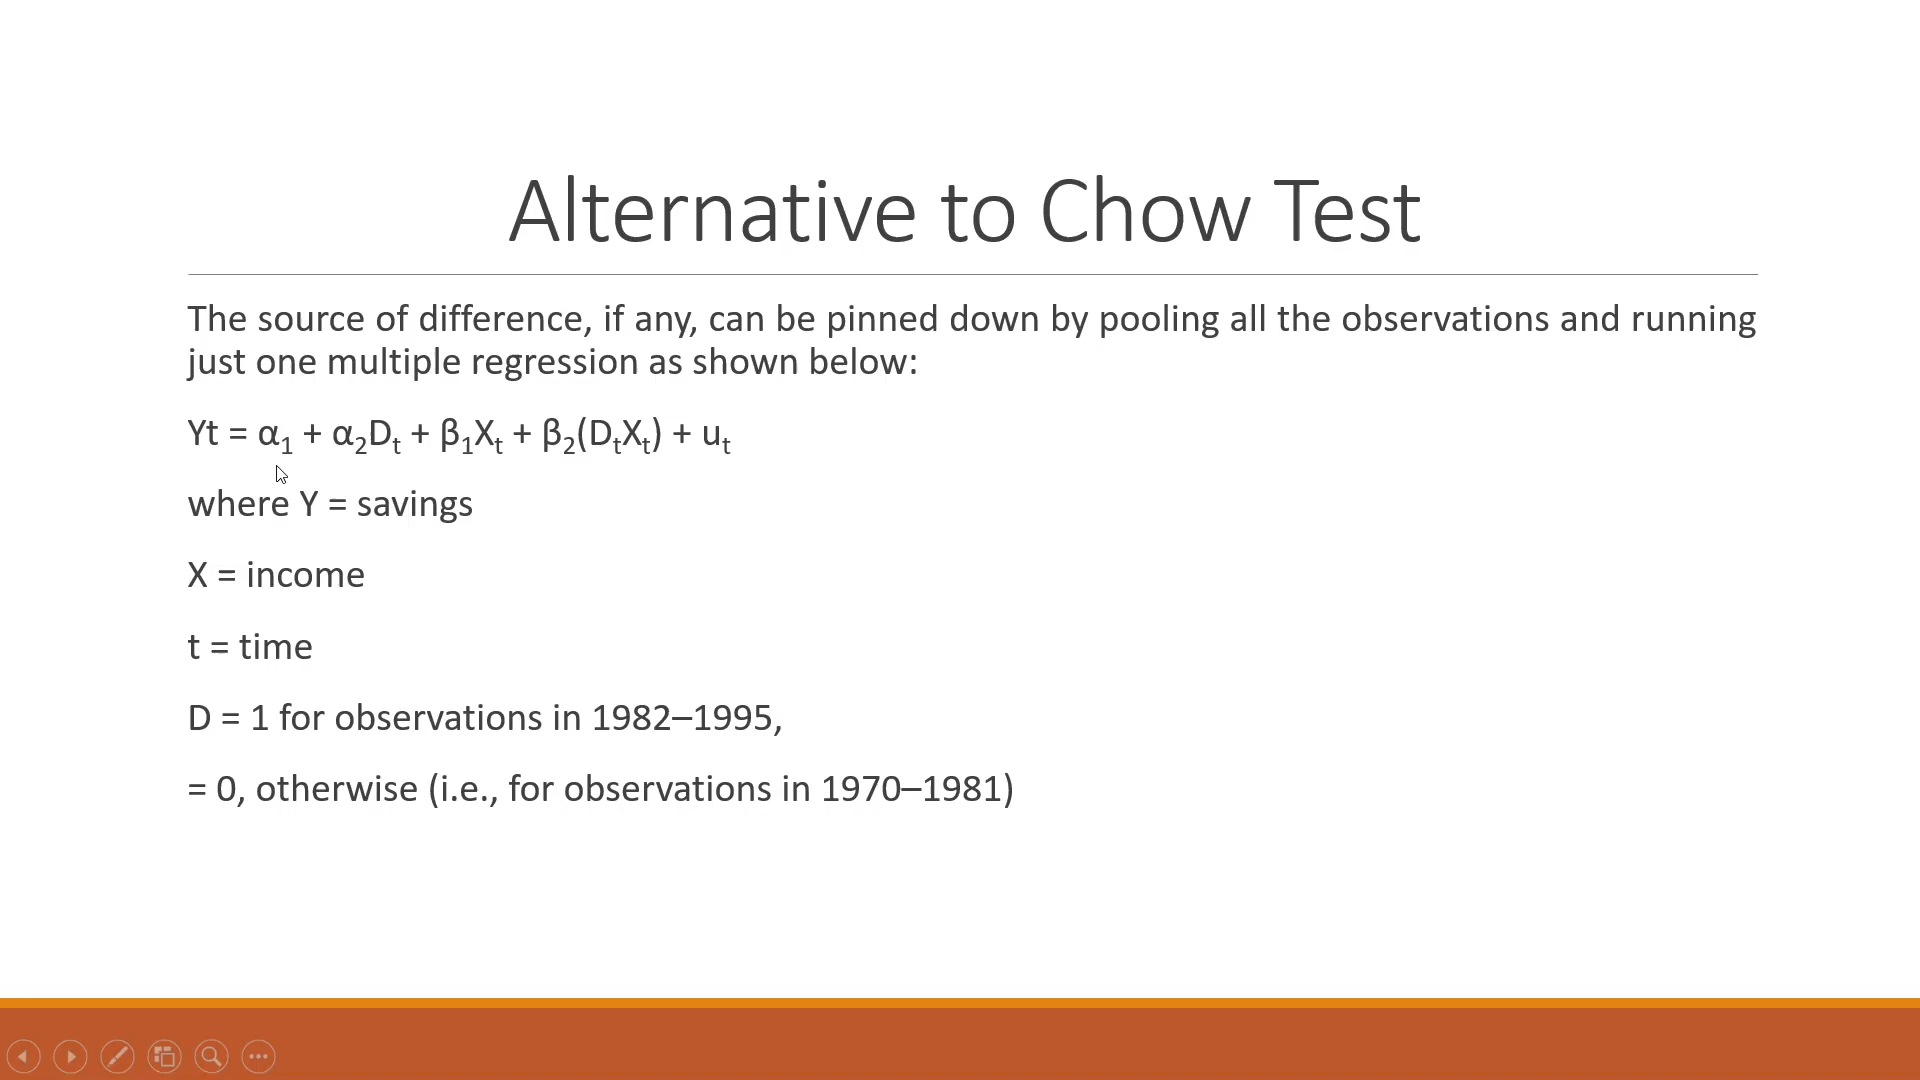 Alternative to Chow Test
The source of difference, if any, can be pinned down by pooling all the observations and running
just one multiple regression as shown below:
Yt = α₁ + α₂Dₜ + β₁Xₜ + β₂(DₜXₜ) + uₜ
where Y = savings
X = income
t = time
D = 1 for observations in 1982–1995,
= 0, otherwise (i.e., for observations in 1970–1981)